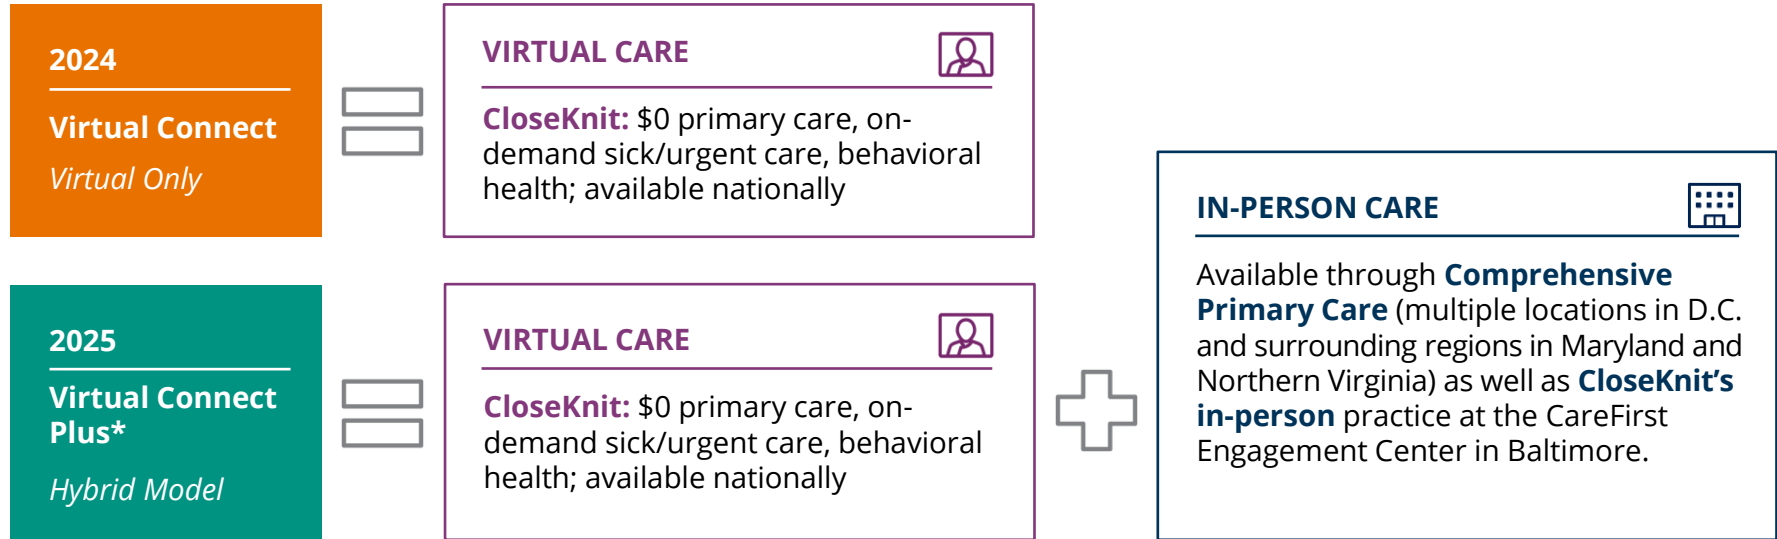 2024
Virtual Connect
Virtual Only
VIRTUAL CARE
CloseKnit: $0 primary care, on-
demand sick/urgent care, behavioral
health; available nationally
2025
Virtual Connect
Plus*
Hybrid Model
VIRTUAL CARE
CloseKnit: $0 primary care, on-
demand sick/urgent care, behavioral
health; available nationally
IN-PERSON CARE
Available through Comprehensive
Primary Care (multiple locations in D.C.
and surrounding regions in Maryland and
Northern Virginia) as well as CloseKnit’s
in-person practice at the CareFirst
Engagement Center in Baltimore.